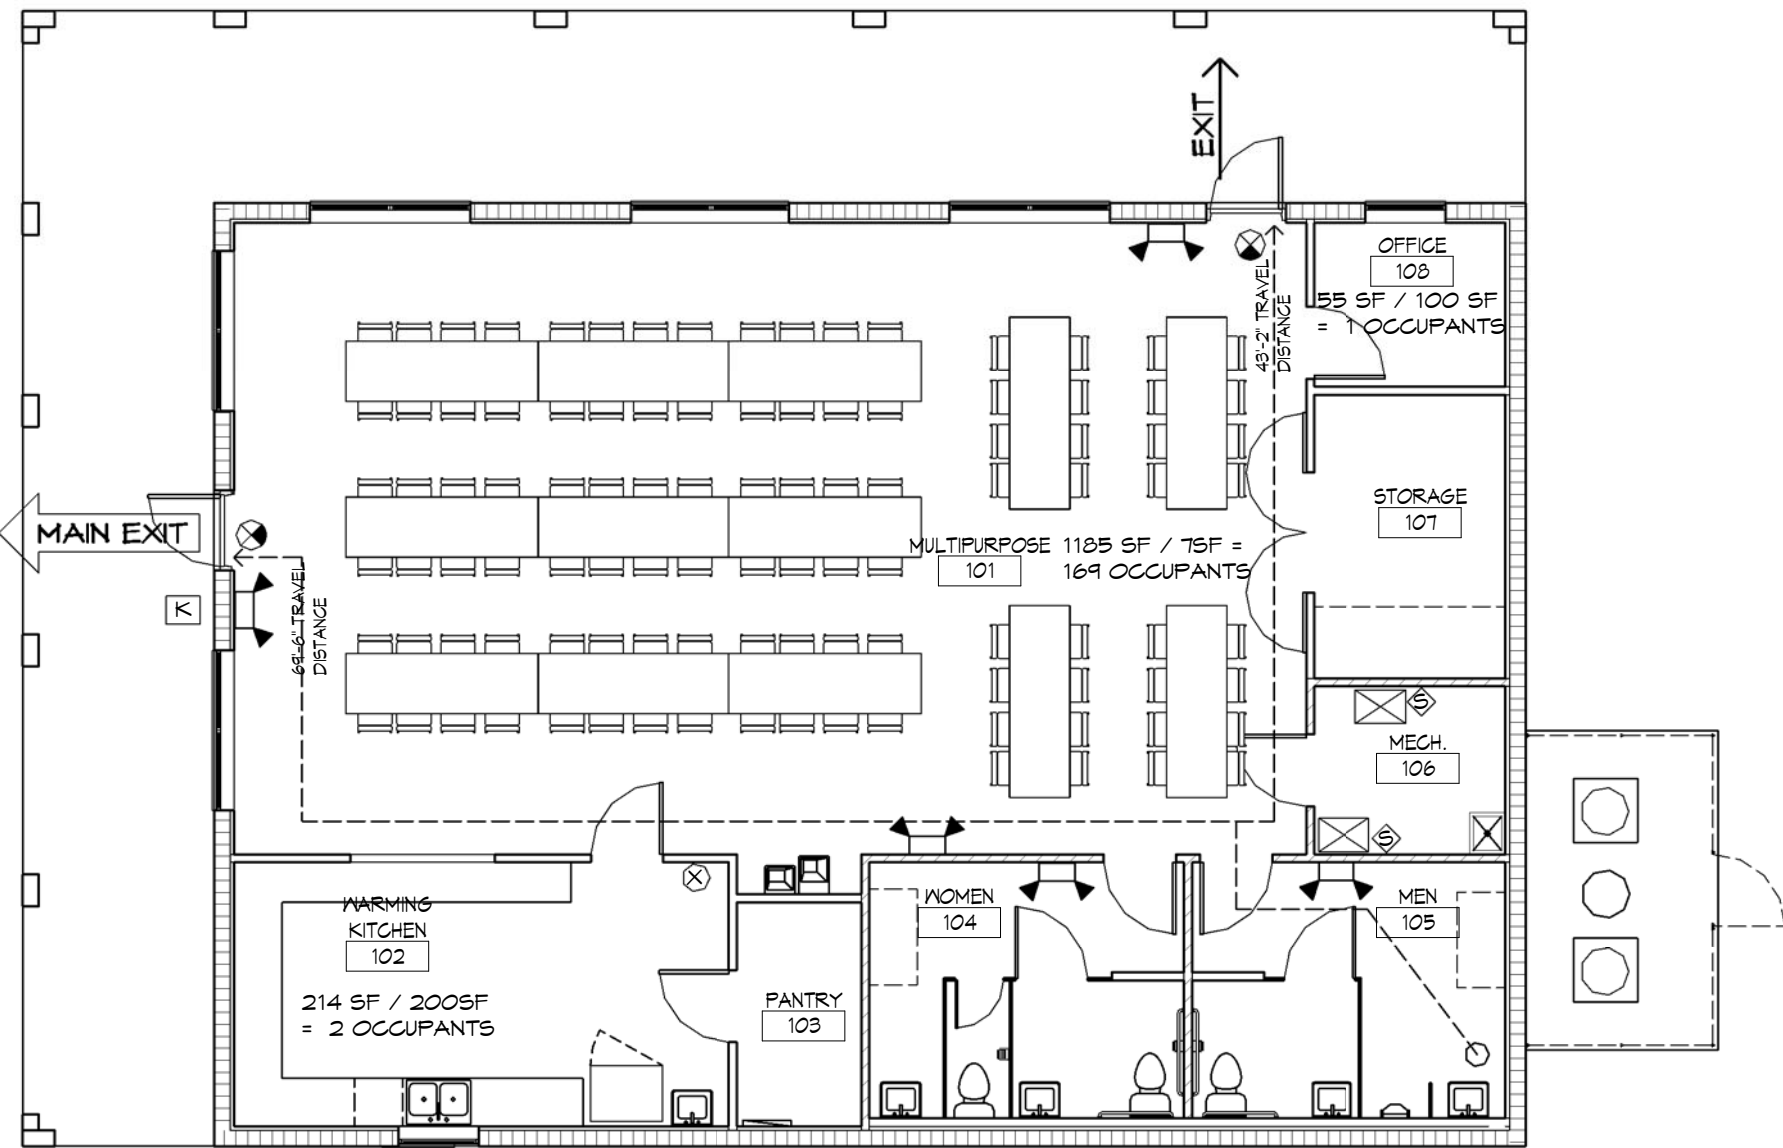 EXIT
OFFICE
108
55 SF / 100 SF
= 1 OCCUPANTS
43'-2" TRAVEL
DISTANCE
STORAGE
107
MAIN EXIT
MULTIPURPOSE 1185 SF / 7SF =
101 169 OCCUPANTS
K
69'-6" TRAVEL
DISTANCE
S
MECH.
106
S
X
WARMING
KITCHEN
102
214 SF / 200SF
= 2 OCCUPANTS
PANTRY
103
WOMEN
104
MEN
105